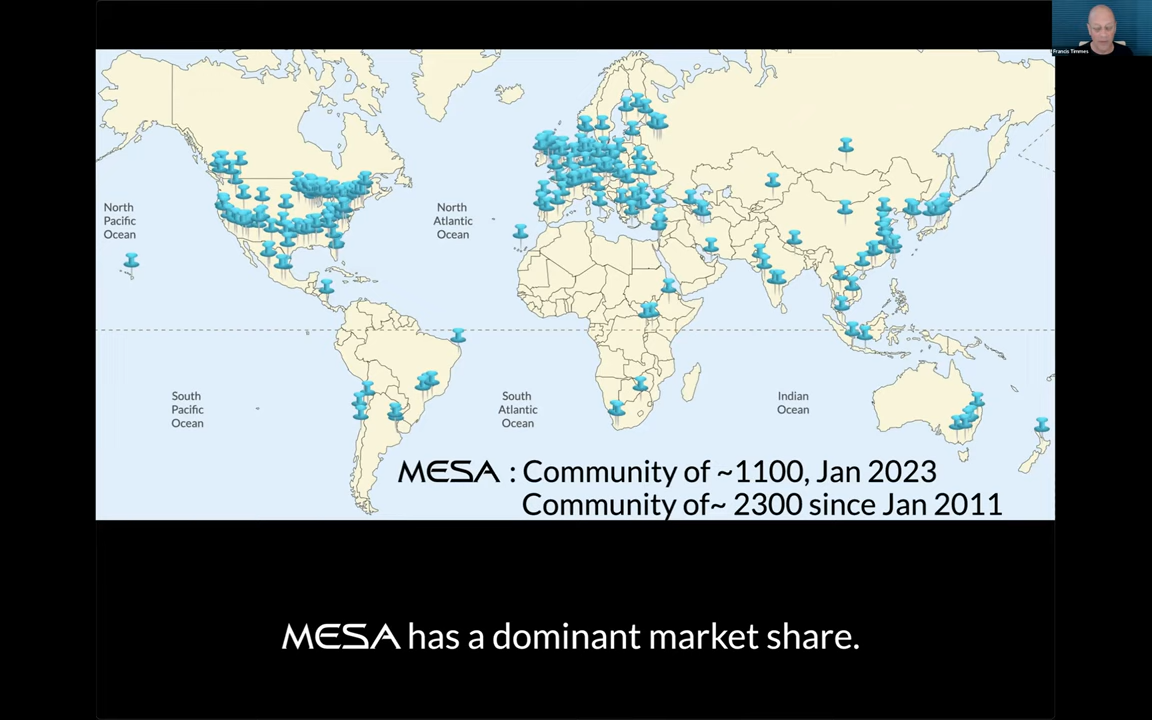 Francis Timmes
North
Pacific
Ocean
North
Atlantic
Ocean
South
Pacific
Ocean
South
Atlantic
Ocean
Indian
Ocean
MESA : Community of ~1100, Jan 2023
Community of~ 2300 since Jan 2011
MESA has a dominant market share.